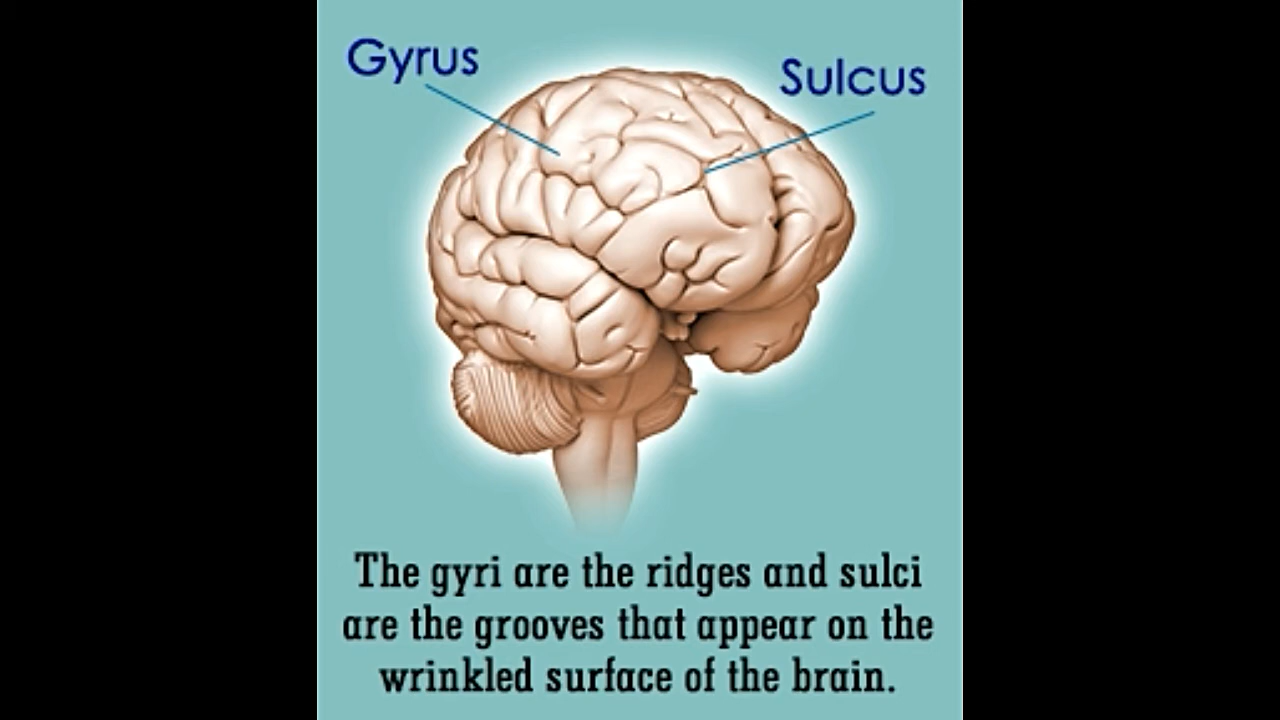 Gyrus
Sulcus
The gyri are the ridges and sulci
are the grooves that appear on the
wrinkled surface of the brain.